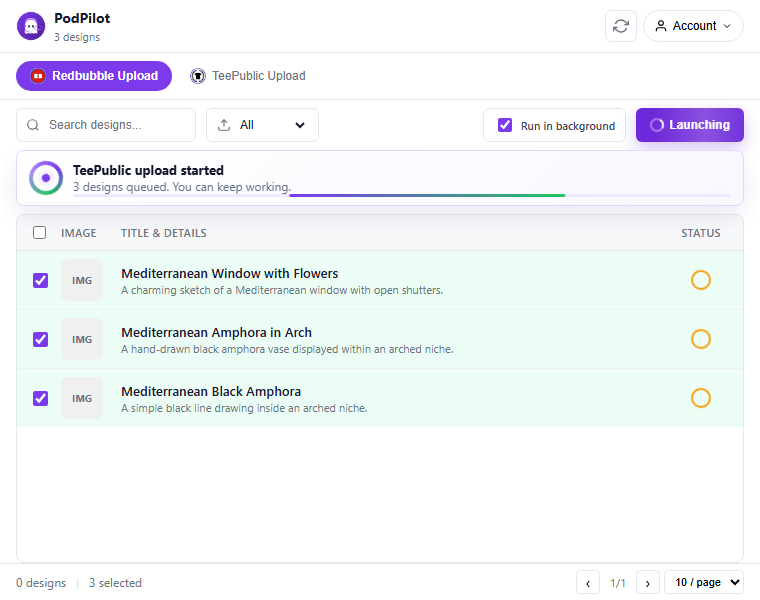 PodPilot
3 designs
Account
Redbubble Upload
TeePublic Upload
Search designs...
All
Run in background
Launching
TeePublic upload started
3 designs queued. You can keep working.
IMAGE
TITLE & DETAILS
STATUS
IMG
Mediterranean Window with Flowers
A charming sketch of a Mediterranean window with open shutters.
IMG
Mediterranean Amphora in Arch
A hand-drawn black amphora vase displayed within an arched niche.
IMG
Mediterranean Black Amphora
A simple black line drawing inside an arched niche.
0 designs
3 selected
‹
1/1
›
10 / page